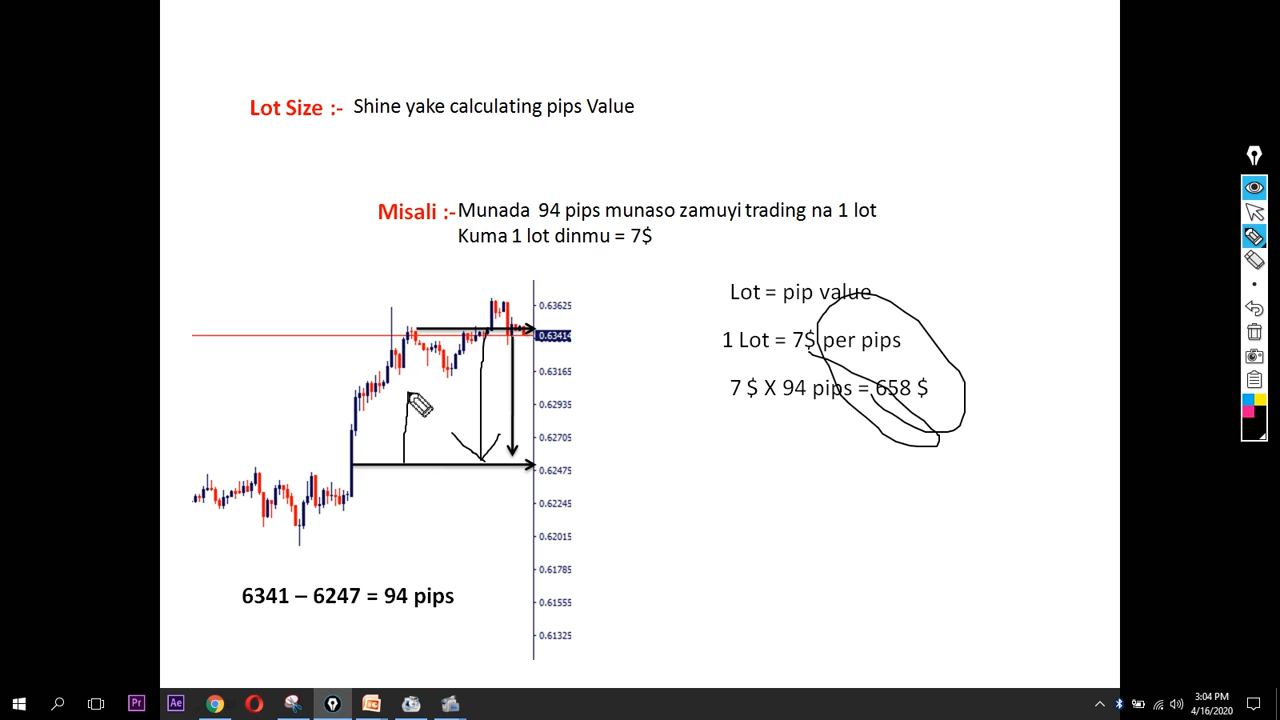 Lot Size :- Shine yake calculating pips Value
Misali :- Munada 94 pips munaso zamuyi trading na 1 lot
Kuma 1 lot dinmu = 7$
Lot = pip value
1 Lot = 7$ per pips
7 $ X 94 pips = 658 $
0.63625
0.63414
0.63165
0.62935
0.62705
0.62475
0.62245
0.62015
0.61785
0.61555
0.61325
6341 – 6247 = 94 pips
Pr
Ae
3:04 PM
4/16/2020